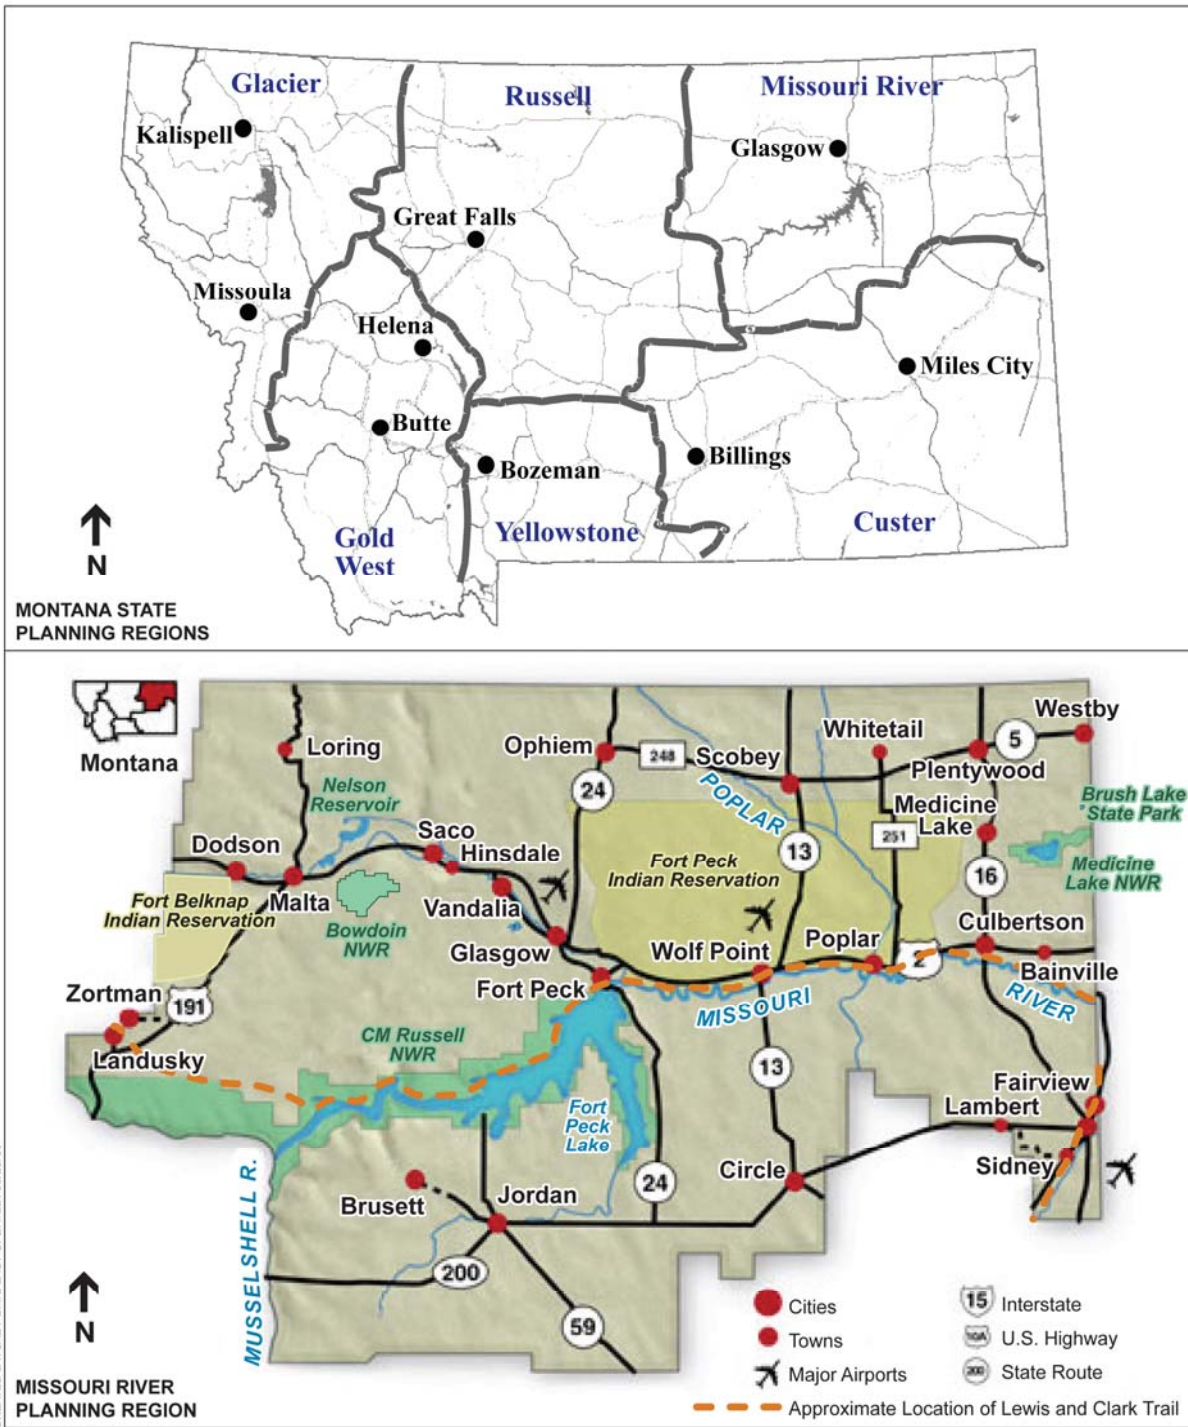 Glacier
Russell
Missouri River
Kalispell
Glasgow
Great Falls
Missoula
Helena
Miles City
Butte
Billings
Bozeman
Custer
Yellowstone
Gold
West
N
MONTANA STATE
PLANNING REGIONS
Montana
Loring
Ophiem
248
Scobey
Whitetail
5
Westby
Plentywood
Nelson
Reservoir
24
POPLAR
Medicine
Lake
Brush Lake
State Park
Dodson
Saco
Hinsdale
13
251
Fort Peck
Indian Reservation
16
Medicine
Lake NWR
Fort Belknap
Indian Reservation
Malta
Bowdoin
NWR
Vandalia
Glasgow
Wolf Point
Poplar
2
Culbertson
Bainville
Fort Peck
MISSOURI
RIVER
Zortman
191
Landusky
CM Russell
NWR
13
Fairview
Lambert
Fort
Peck
Lake
Sidney
Circle
24
MUSSELSHELL R.
Brusett
Jordan
200
59
N
MISSOURI RIVER
PLANNING REGION
Cities
Towns
Major Airports
15 Interstate
10A U.S. Highway
200 State Route
Approximate Location of Lewis and Clark Trail